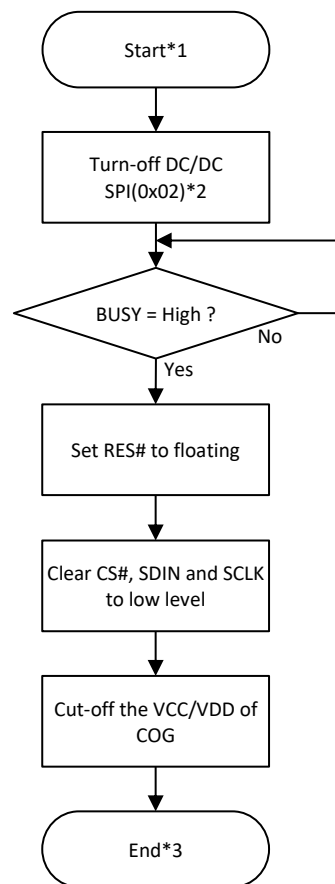 Start*1
Turn-off DC/DC
SPI(0x02)*2
BUSY = High ?
No
Yes
Set RES# to floating
Clear CS#, SDIN and SCLK
to low level
Cut-off the VCC/VDD of
COG
End*3